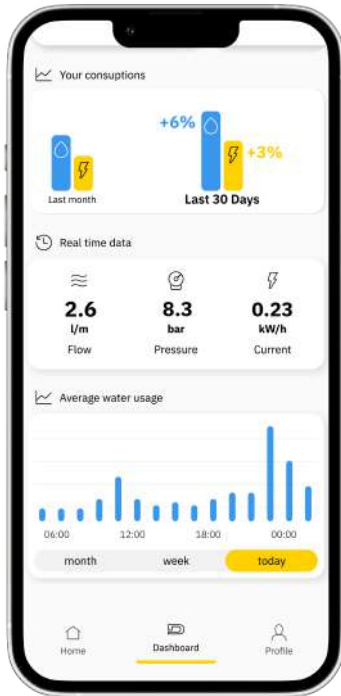 Your consuptions
+6%
+3%
Last month
Last 30 Days
Real time data
2.6 8.3 0.23
l/m bar kW/h
Flow Pressure Current
Average water usage
06:00 12:00 18:00 00:00
month week today
Home Dashboard Profile